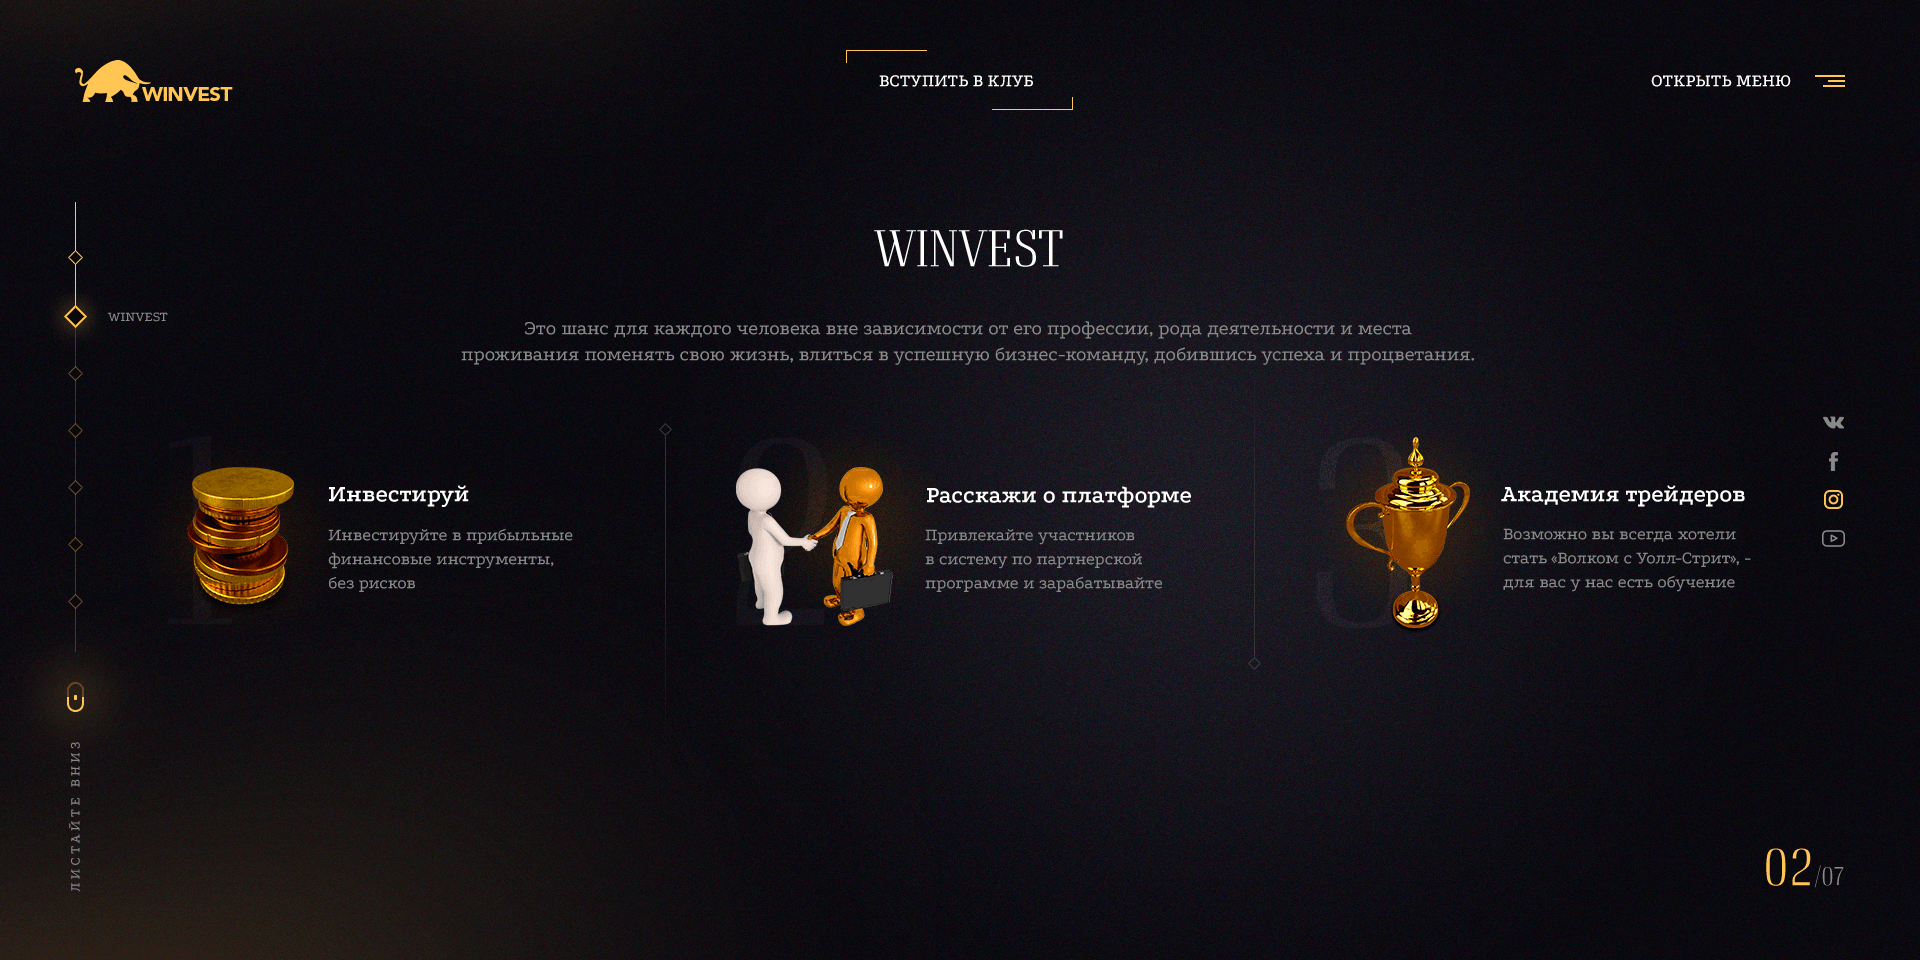 WINVEST
ВСТУПИТЬ В КЛУБ
ОТКРЫТЬ МЕНЮ
WINVEST
WINVEST
Это шанс для каждого человека вне зависимости от его профессии, рода деятельности и места
проживания поменять свою жизнь, влиться в успешную бизнес-команду, добившись успеха и процветания.
1
Инвестируй
Инвестируйте в прибыльные
финансовые инструменты,
без рисков
2
Расскажи о платформе
Привлекайте участников
в систему по партнерской
программе и зарабатывайте
3
Академия трейдеров
Возможно вы всегда хотели
стать «Волком с Уолл-Стрит», -
для вас у нас есть обучение
ЛИСТАЙТЕ ВНИЗ
02/07